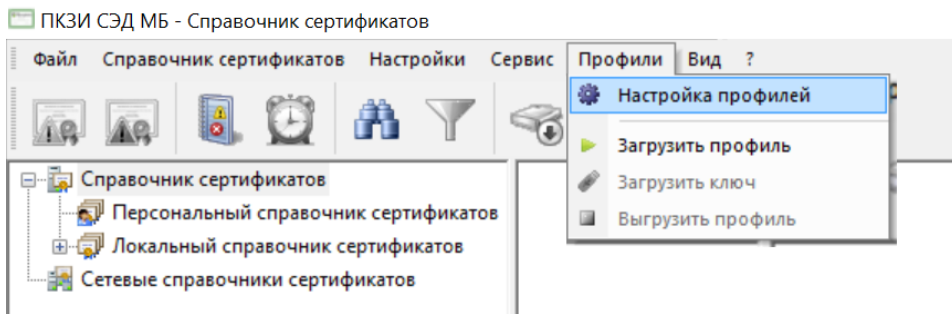 ПКЗИ СЭД МБ - Справочник сертификатов
Файл Справочник сертификатов Настройки Сервис Профили Вид ?
Настройка профилей
Загрузить профиль
Загрузить ключ
Выгрузить профиль
Справочник сертификатов
Персональный справочник сертификатов
Локальный справочник сертификатов
Сетевые справочники сертификатов